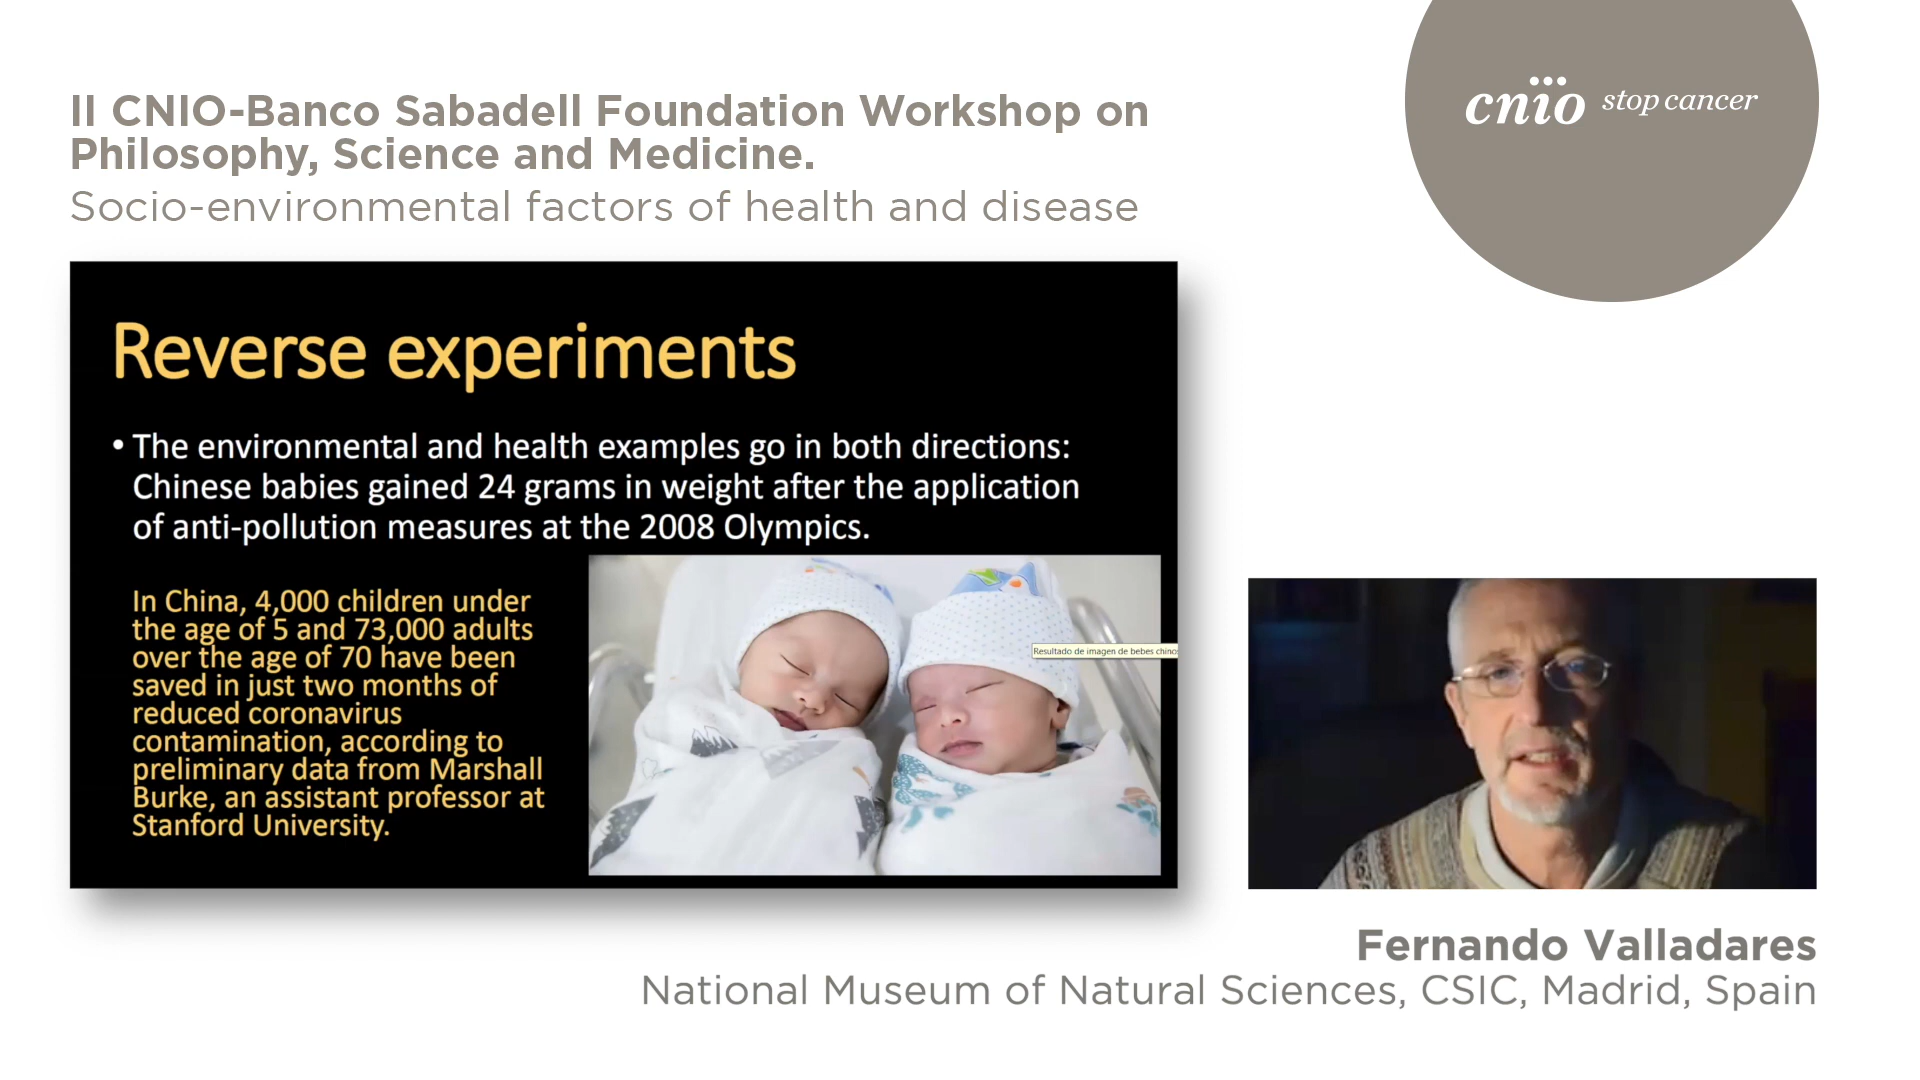 II CNIO-Banco Sabadell Foundation Workshop on
Philosophy, Science and Medicine.
Socio-environmental factors of health and disease
cnio stop cancer
Reverse experiments
• The environmental and health examples go in both directions:
Chinese babies gained 24 grams in weight after the application
of anti-pollution measures at the 2008 Olympics.
In China, 4,000 children under
the age of 5 and 73,000 adults
over the age of 70 have been
saved in just two months of
reduced coronavirus
contamination, according to
preliminary data from Marshall
Burke, an assistant professor at
Stanford University.
Resultado de imagen de bebes chino
Fernando Valladares
National Museum of Natural Sciences, CSIC, Madrid, Spain